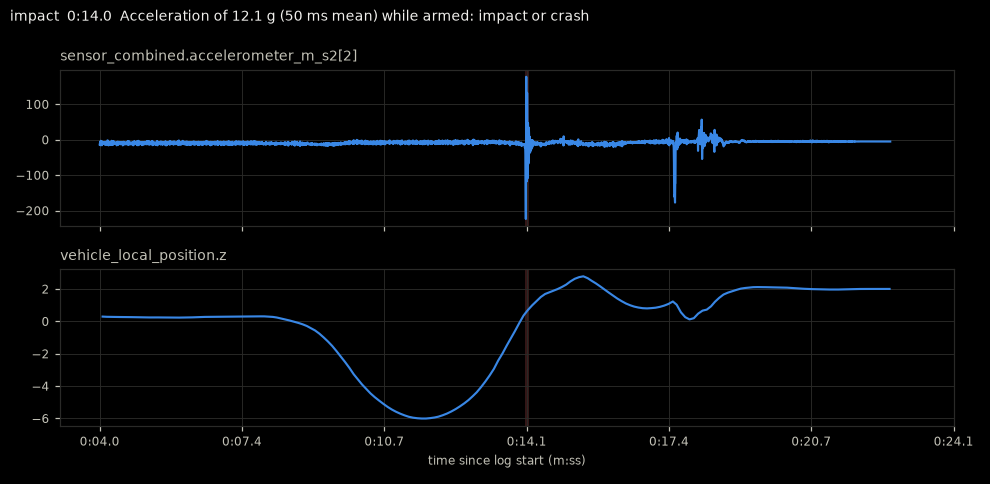 impact  0:14.0  Acceleration of 12.1 g (50 ms mean) while armed: impact or crash
sensor_combined.accelerometer_m_s2[2]
100
0
−100
−200
vehicle_local_position.z
2
0
−2
−4
−6
0:04.0 0:07.4 0:10.7 0:14.1 0:17.4 0:20.7 0:24.1
time since log start (m:ss)